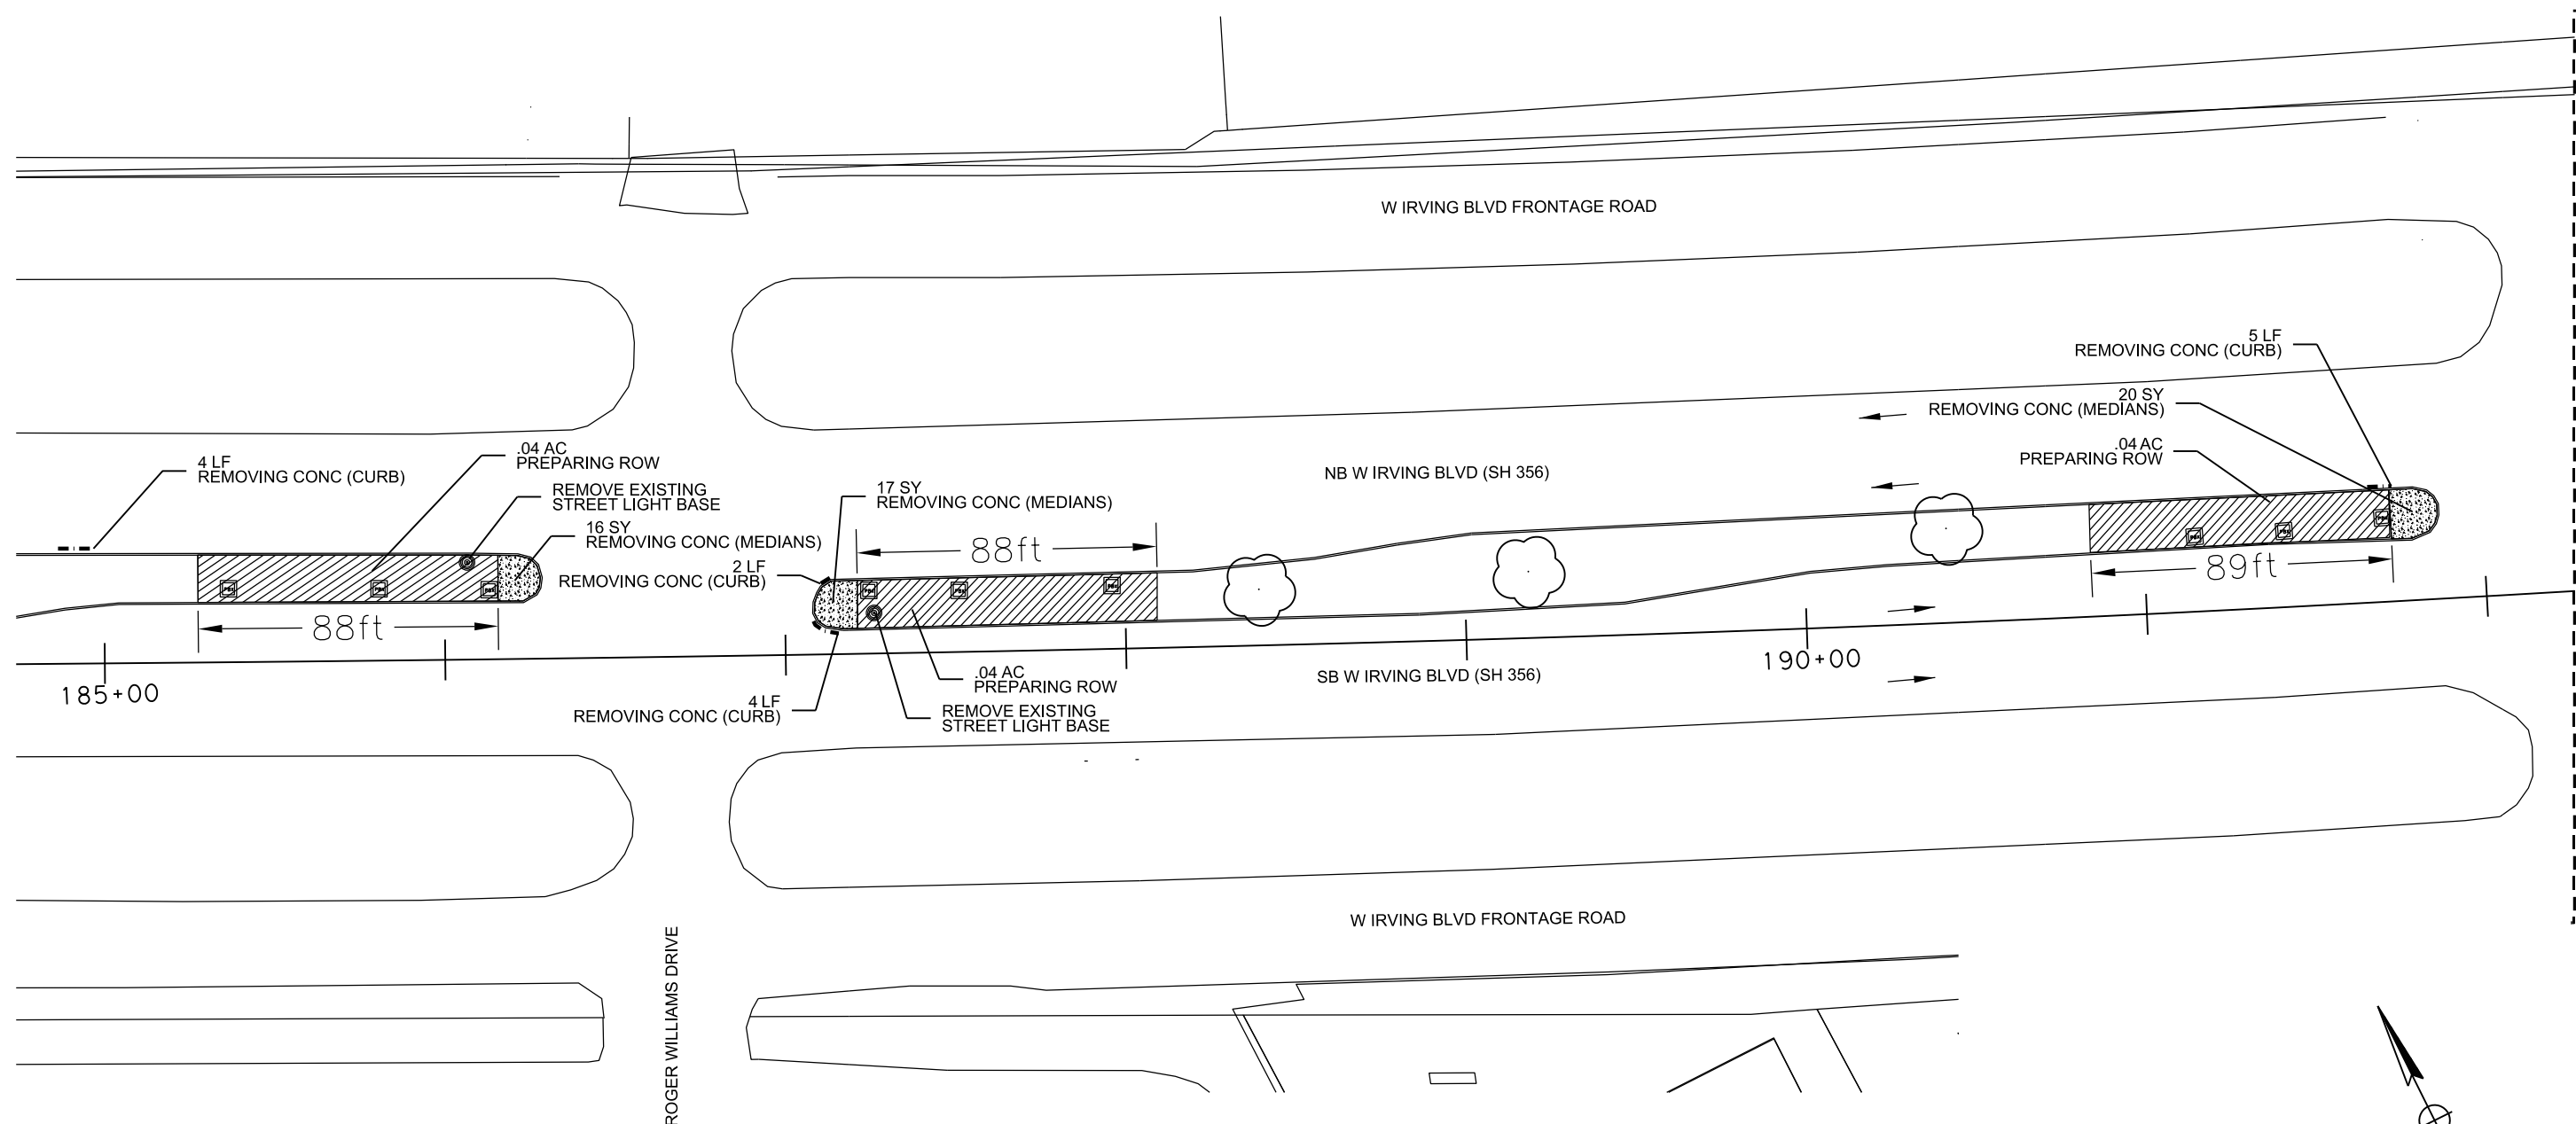 W IRVING BLVD FRONTAGE ROAD
5 LF
REMOVING CONC (CURB)
20 SY
REMOVING CONC (MEDIANS)
.04 AC
PREPARING ROW
4 LF
REMOVING CONC (CURB)
.04 AC
PREPARING ROW
REMOVE EXISTING
STREET LIGHT BASE
16 SY
REMOVING CONC (MEDIANS)
2 LF
REMOVING CONC (CURB)
17 SY
REMOVING CONC (MEDIANS)
NB W IRVING BLVD (SH 356)
88ft
88ft
89ft
185+00
190+00
SB W IRVING BLVD (SH 356)
.04 AC
PREPARING ROW
4 LF
REMOVING CONC (CURB)
REMOVE EXISTING
STREET LIGHT BASE
W IRVING BLVD FRONTAGE ROAD
ROGER WILLIAMS DRIVE